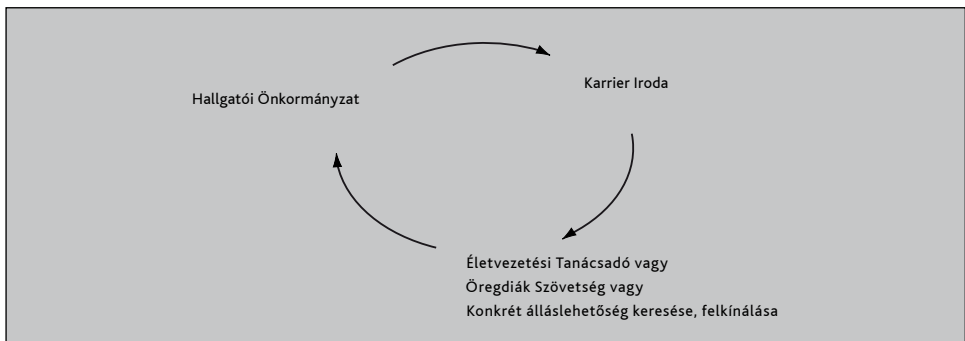 Hallgatói Önkormányzat
Karrier Iroda
Életvezetési Tanácsadó vagy
Öregdiák Szövetség vagy
Konkrét álláslehetőség keresése, felkínálása